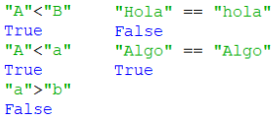 "A"<"B"
True
"A"<"a"
True
"a">"b"
False
"Hola" == "hola"
False
"Algo" == "Algo"
True